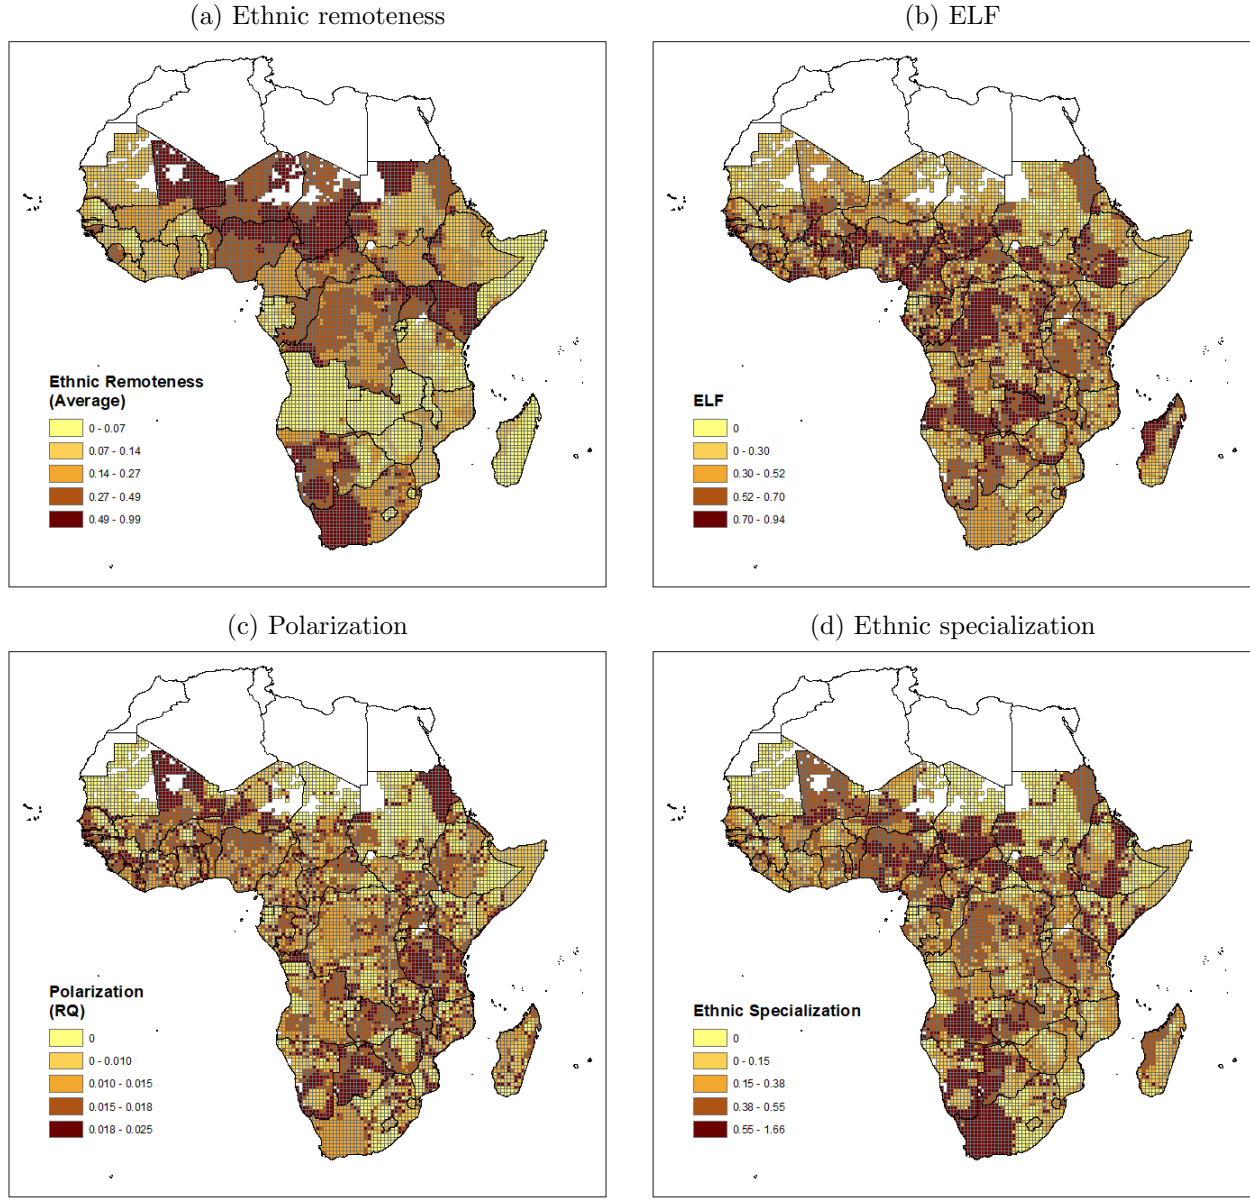 (a) Ethnic remoteness
(b) ELF
Ethnic Remoteness
(Average)
0 - 0.07
0.07 - 0.14
0.14 - 0.27
0.27 - 0.49
0.49 - 0.99
ELF
0
0 - 0.30
0.30 - 0.52
0.52 - 0.70
0.70 - 0.94
(c) Polarization
(d) Ethnic specialization
Polarization
(RQ)
0
0 - 0.010
0.010 - 0.015
0.015 - 0.018
0.018 - 0.025
Ethnic Specialization
0
0 - 0.15
0.15 - 0.38
0.38 - 0.55
0.55 - 1.66